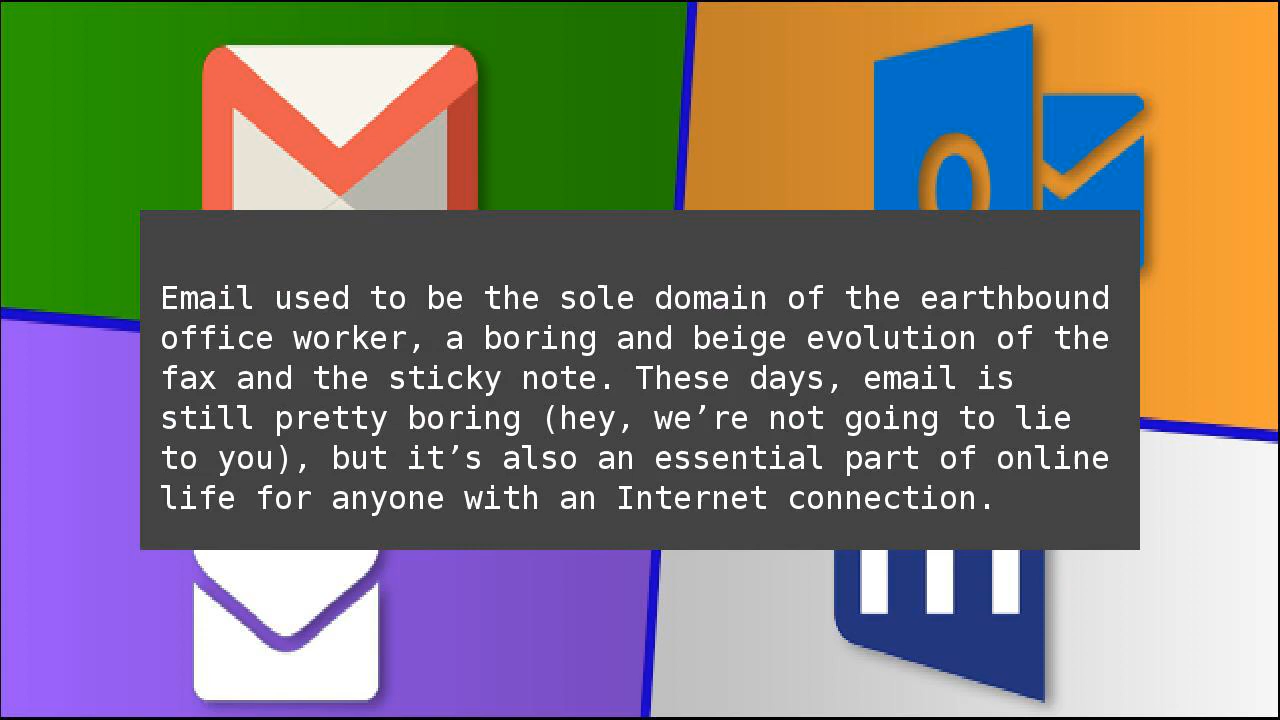 Email used to be the sole domain of the earthbound
office worker, a boring and beige evolution of the
fax and the sticky note. These days, email is
still pretty boring (hey, we’re not going to lie
to you), but it’s also an essential part of online
life for anyone with an Internet connection.